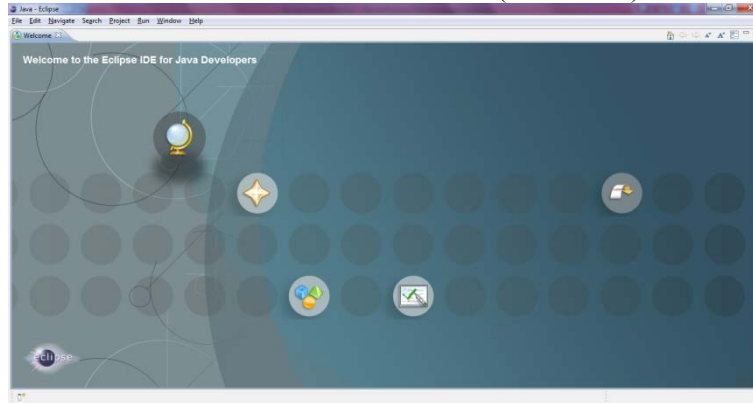 Java - Eclipse
File Edit Navigate Search Project Run Window Help
Welcome
Welcome to the Eclipse IDE for Java Developers
eclipse